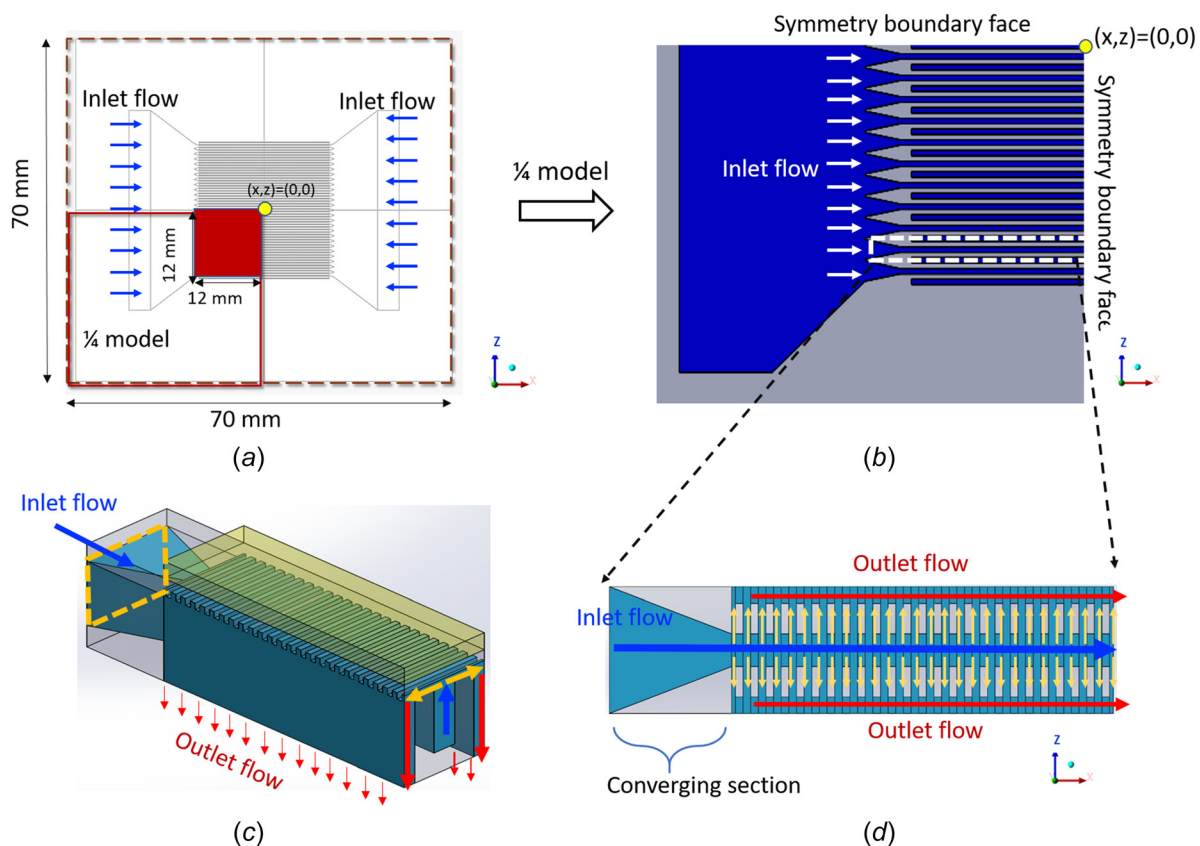 Symmetry boundary face
(x,z)=(0,0)
Inlet flow
Inlet flow
70 mm
(x,z)=(0,0)
12 mm
12 mm
¼ model
Z
X
70 mm
(a)
¼ model
Inlet flow
Symmetry boundary face
Z
X
(b)
Inlet flow
Outlet flow
(c)
Outlet flow
Inlet flow
Outlet flow
Converging section
Z
X
(d)